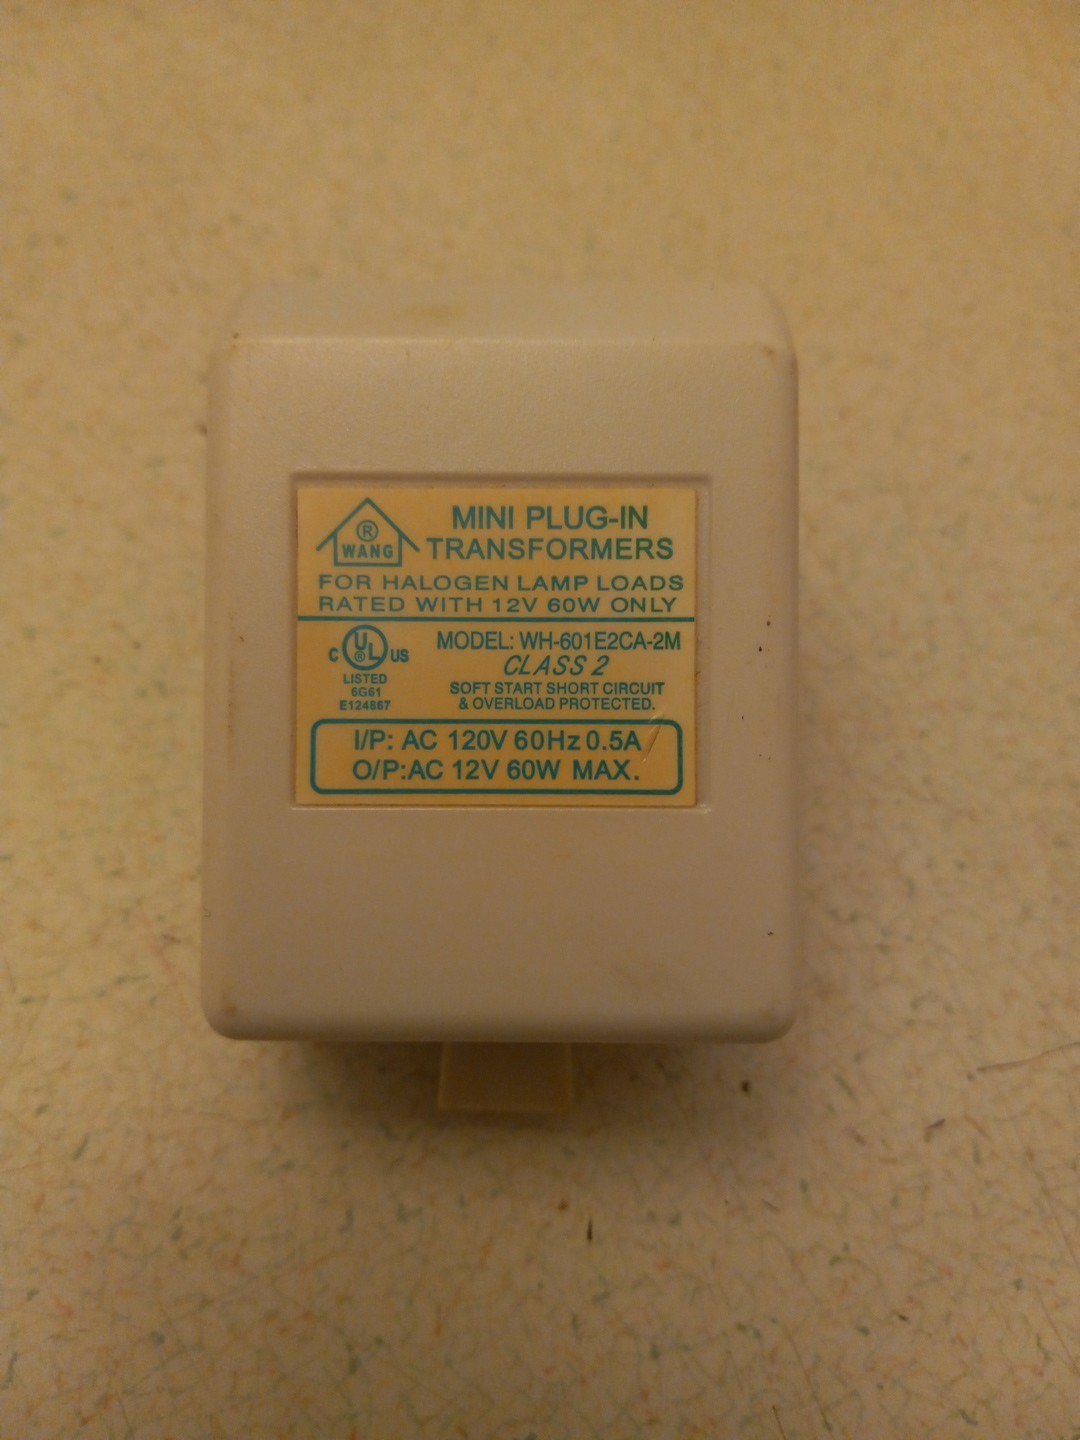 ®
WANG
MINI PLUG-IN
TRANSFORMERS
FOR HALOGEN LAMP LOADS
RATED WITH 12V 60W ONLY
C UL US
LISTED
6G61
E124867
MODEL: WH-601E2CA-2M
CLASS 2
SOFT START SHORT CIRCUIT
& OVERLOAD PROTECTED.
I/P: AC 120V 60Hz 0.5A
O/P:AC 12V 60W MAX.